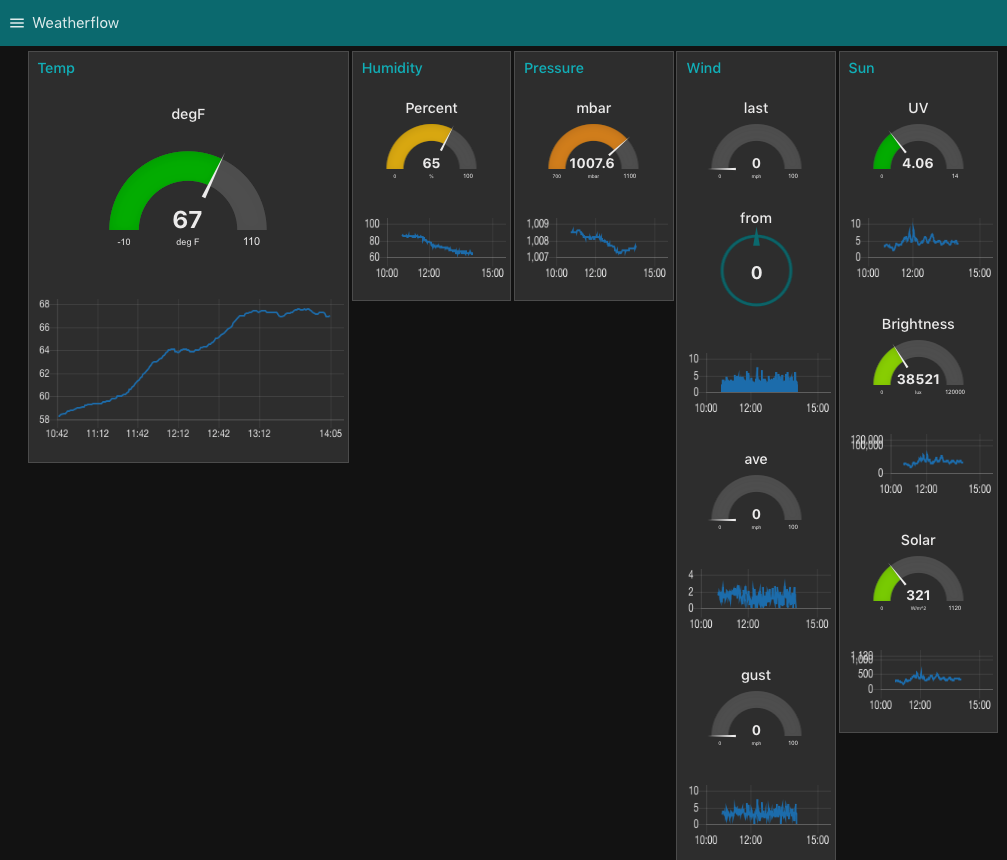 Weatherflow
Temp
degF
67
-10
deg F
110
68
66
64
62
60
58
10:42 11:12 11:42 12:12 12:42 13:12 14:05
Humidity
Percent
65
0
%
100
100
80
60
10:00 12:00 15:00
Pressure
mbar
1007.6
700
mbar
1100
1,009
1,008
1,007
10:00 12:00 15:00
Wind
last
0
0
mph
100
from
0
10
5
0
10:00 12:00 15:00
ave
0
0
mph
100
4
2
0
10:00 12:00 15:00
gust
0
0
mph
100
10
5
0
10:00 12:00 15:00
Sun
UV
4.06
0
14
10
5
0
10:00 12:00 15:00
Brightness
38521
0
lux
120000
120,000
100,000
0
10:00 12:00 15:00
Solar
321
0
W/m^2
1120
1,120
1,000
500
0
10:00 12:00 15:00